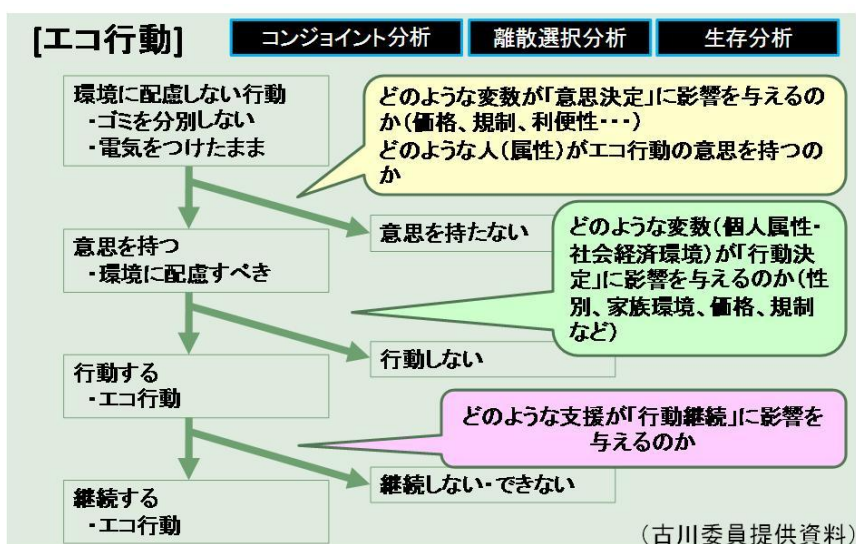 [エコ行動]
コンジョイント分析
離散選択分析
生存分析
環境に配慮しない行動
・ゴミを分別しない
・電気をつけたまま
どのような変数が「意思決定」に影響を与えるの
か(価格、規制、利便性・・・)
どのような人(属性)がエコ行動の意思を持つの
か
意思を持つ
・環境に配慮すべき
意思を持たない
どのような変数(個人属性・
社会経済環境)が「行動決
定」に影響を与えるのか(性
別、家族環境、価格、規制
など)
行動する
・エコ行動
行動しない
どのような支援が「行動継続」に影響を
与えるのか
継続する
・エコ行動
継続しない・できない
(古川委員提供資料)